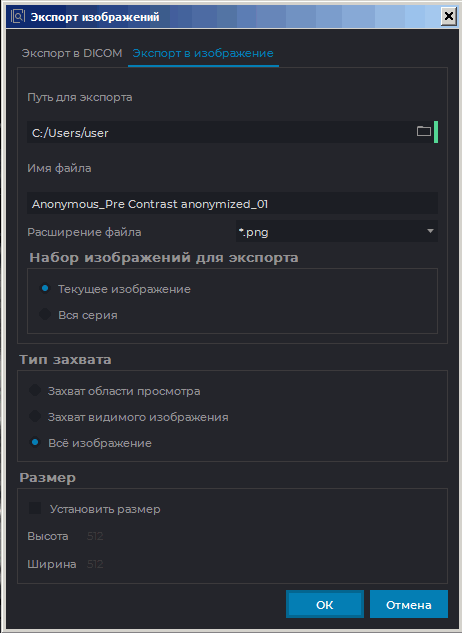 Экспорт изображений
Экспорт в DICOM Экспорт в изображение
Путь для экспорта
C:/Users/user
Имя файла
Anonymous_Pre Contrast anonymized_01
Расширение файла *.png
Набор изображений для экспорта
Текущее изображение
Вся серия
Тип захвата
Захват области просмотра
Захват видимого изображения
Всё изображение
Размер
Установить размер
Высота 512
Ширина 512
ОК Отмена